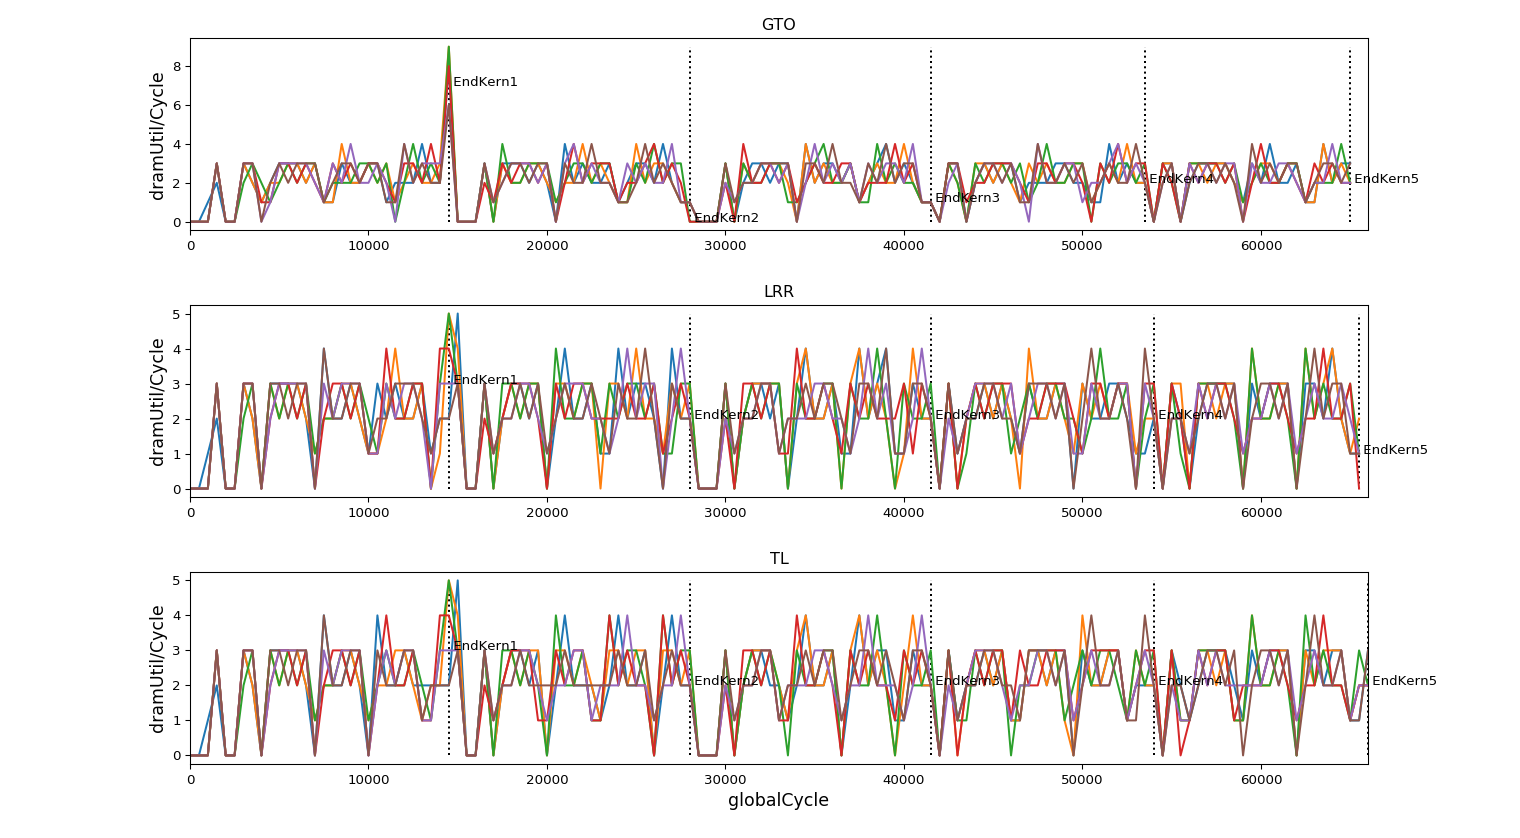 GTO
dramUtil/Cycle
8
6
4
2
0
EndKern1
EndKern2
EndKern3
EndKern4
EndKern5
0 10000 20000 30000 40000 50000 60000
LRR
dramUtil/Cycle
5
4
3
2
1
0
EndKern1
EndKern2
EndKern3
EndKern4
EndKern5
0 10000 20000 30000 40000 50000 60000
TL
dramUtil/Cycle
5
4
3
2
1
0
EndKern1
EndKern2
EndKern3
EndKern4
EndKern5
0 10000 20000 30000 40000 50000 60000
globalCycle